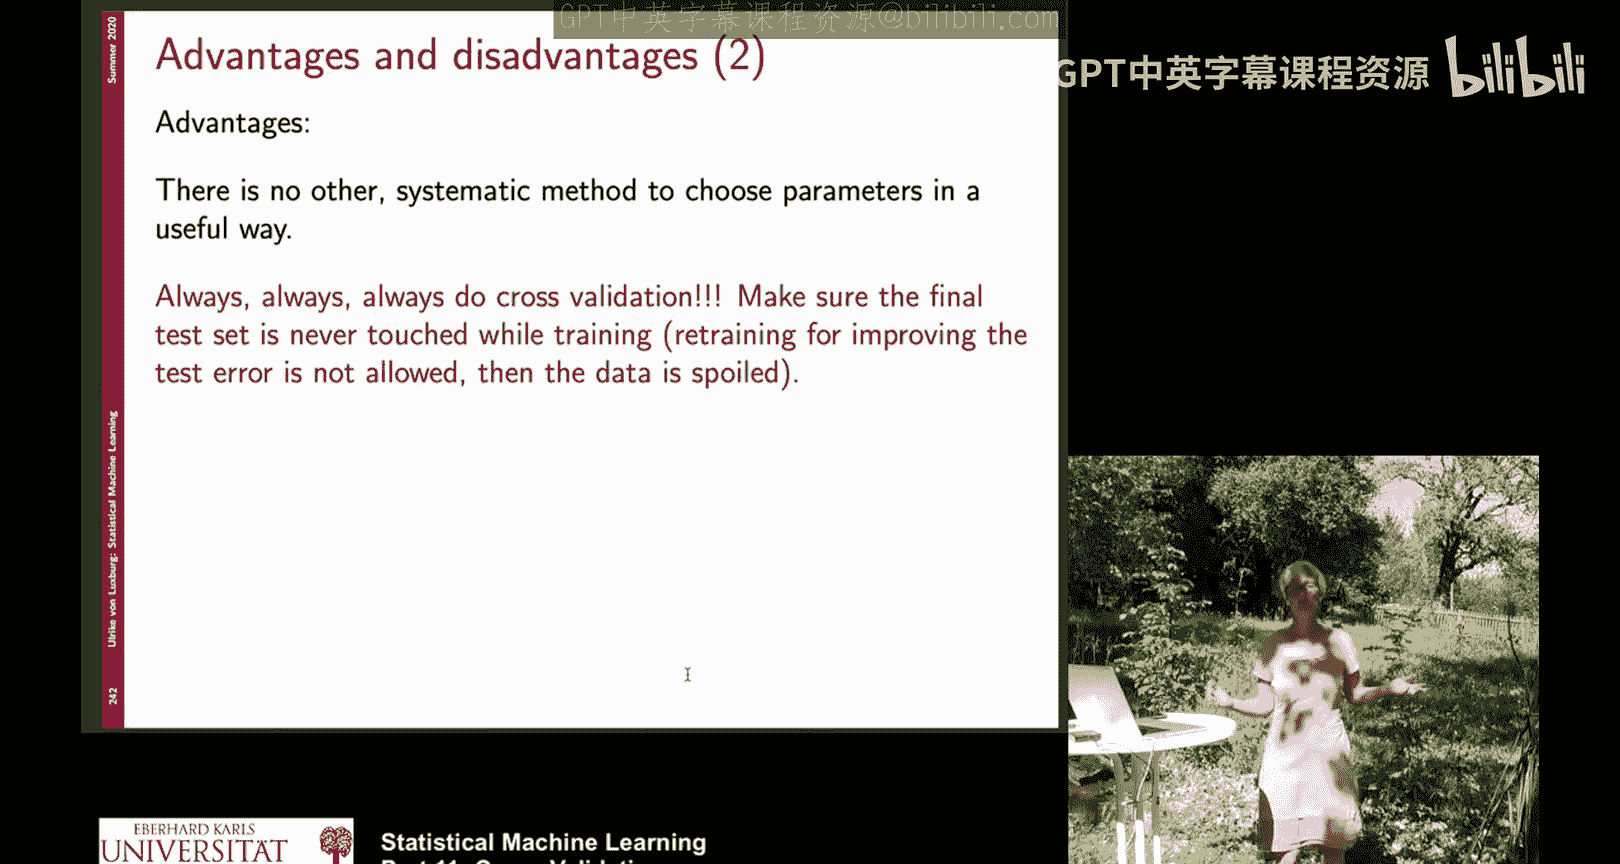 GPT中英字幕课程资源@bilibili.com
GPT中英字幕课程资源 bilibili
Summer 2020
Advantages and disadvantages (2)
Advantages:
There is no other, systematic method to choose parameters in a
useful way.
Always, always, always do cross validation!!! Make sure the final
test set is never touched while training (retraining for improving the
test error is not allowed, then the data is spoiled).
Ulrike von Luxburg: Statistical Machine Learning
242
EBERHARD KARLS
UNIVERSITÄT
Statistical Machine Learning